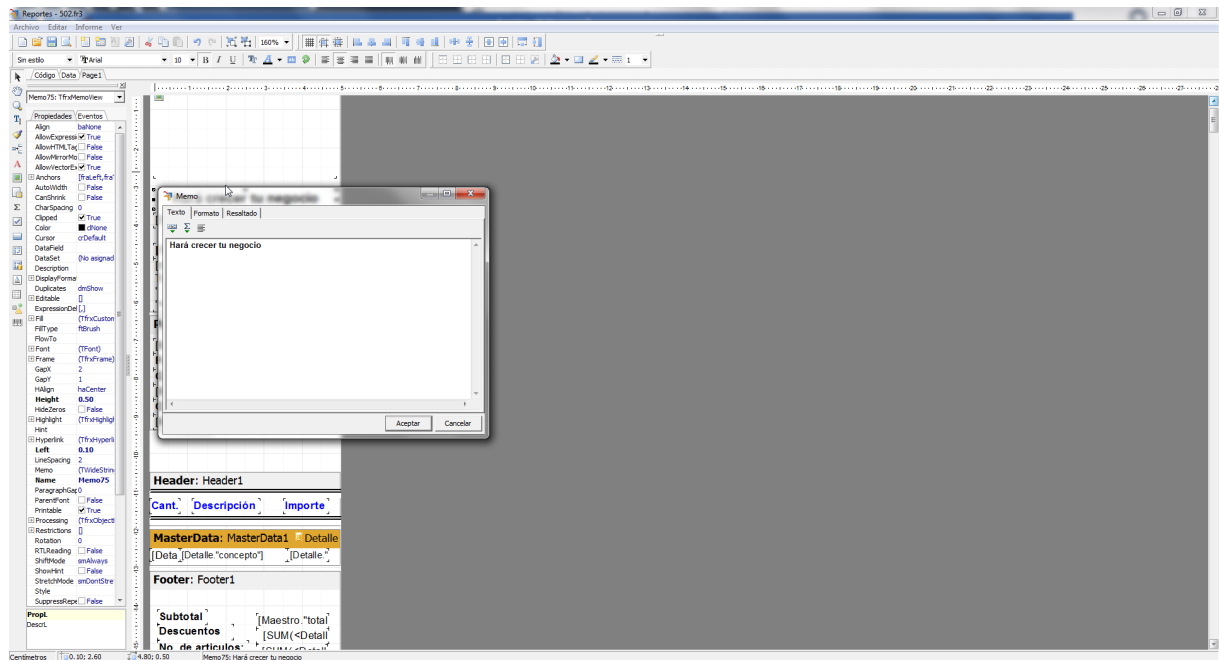 Reportes - 502.fr3
Archivo Editar Informe Ver
160%
Sin estilo Arial 10 B I U 1
Código Data Page1
Memo75: TfrxMemoView
Propiedades Eventos
Align baNone
AllowExpressi True
AllowHTMLTag False
AllowMirrorMo False
AllowVectorEx True
Anchors [fraLeft,fraT
AutoWidth False
CanShrink False
CharSpacing 0
Clipped True
Color clNone
Cursor crDefault
DataField
DataSet (No asignad
Description
DisplayForma
Duplicates dmShow
Editable []
ExpressionDel [,]
Fill (TfrxCustom
FillType ftBrush
FlowTo
Font (TFont)
Frame (TfrxFrame)
GapX 2
GapY 1
HAlign haCenter
Height 0.50
HideZeros False
Highlight (TfrxHighligh
Hint
Hyperlink (TfrxHyperli
Left 0.10
LineSpacing 2
Memo (TWideStrin
Name Memo75
ParagraphGap 0
ParentFont False
Printable True
Processing (TfrxObjecti
Restrictions []
Rotation 0
RTLReading False
ShiftMode smAlways
ShowHint False
StretchMode smDontStre
Style
SuppressRepe False
PropL
DescrL
Memo
Texto Formato Resaltado
Hará crecer tu negocio
Aceptar Cancelar
Header: Header1
Cant. Descripción Importe
MasterData: MasterData1 Detalle
[Deta [Detalle."concepto"] [Detalle."
Footer: Footer1
Subtotal [Maestro."total
Descuentos [SUM(<Detall
No. de articulos: [SUM(<Detall
Centímetros 0.10; 2.60 4.80; 0.50 Memo75: Hará crecer tu negocio